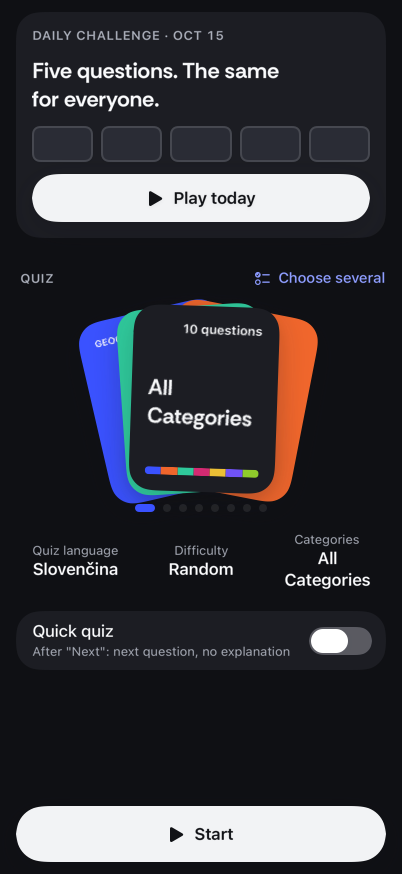 DAILY CHALLENGE · OCT 15
Five questions. The same
for everyone.
Play today
QUIZ
Choose several
10 questions
All
Categories
Quiz language
Slovenčina
Difficulty
Random
Categories
All
Categories
Quick quiz
After "Next": next question, no explanation
Start